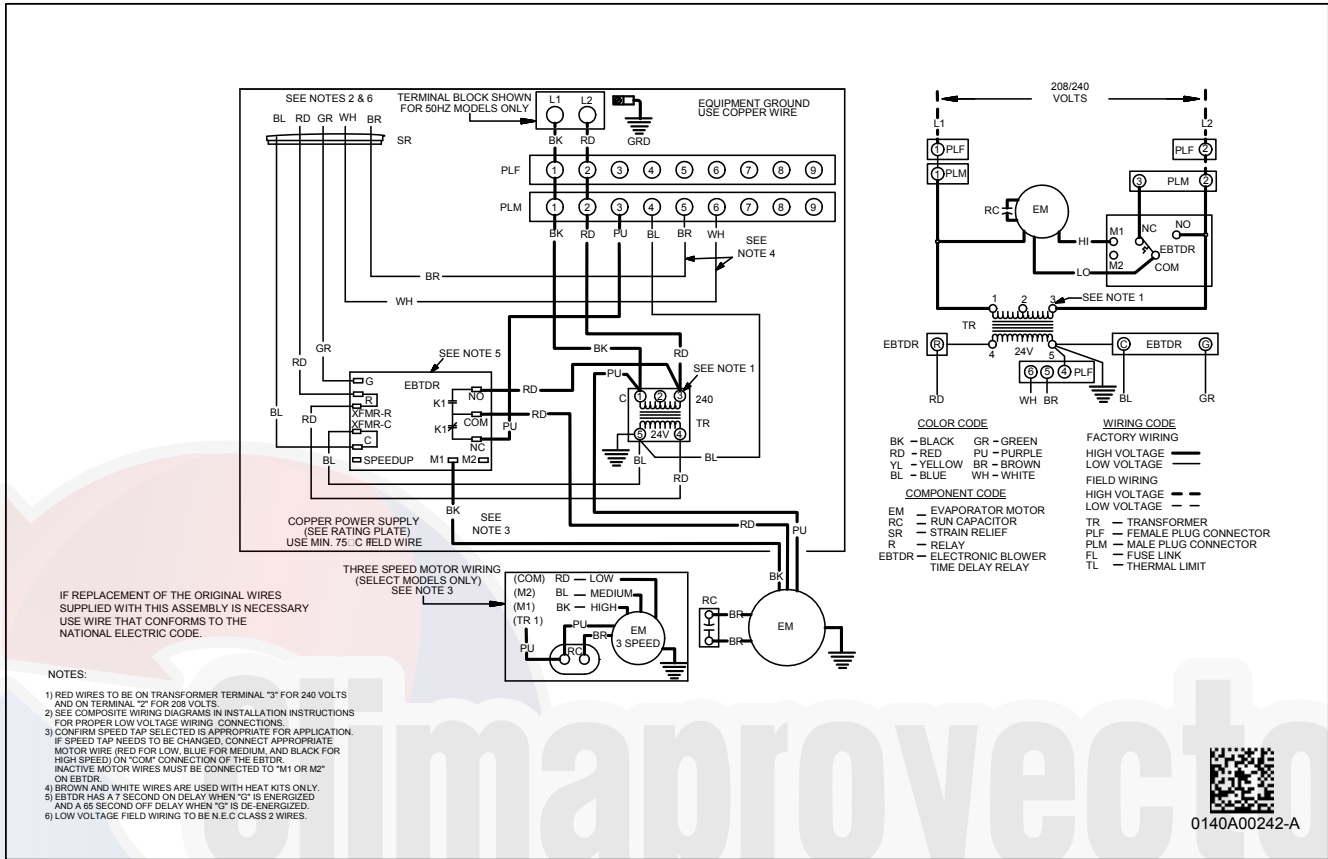 SEE NOTES 2 & 6
BL RD GR WH BR
SR
TERMINAL BLOCK SHOWN
FOR 50HZ MODELS ONLY
L1 L2
GRD
EQUIPMENT GROUND
USE COPPER WIRE
BK RD
PLF 1 2 3 4 5 6 7 8 9
PLM 1 2 3 4 5 6 7 8 9
BK RD PU BL BR WH
SEE
NOTE 4
BR
WH
GR
RD
BL
RD
BL
SEE NOTE 5
G
R
XFMR-R
XFMR-C
C
SPEEDUP
EBTDR
K1
K1
NO
COM
NC
M1 M2
RD
RD
PU
BK
PU
RD
SEE NOTE 1
C 1 2 3 240
TR
5 24V 4
BL
RD
BL
BK
SEE
NOTE 3
RD
PU
BK
COPPER POWER SUPPLY
(SEE RATING PLATE)
USE MIN. 75□C FIELD WIRE
THREE SPEED MOTOR WIRING
(SELECT MODELS ONLY)
SEE NOTE 3
(COM) RD LOW
(M2) BL MEDIUM
(M1) BK HIGH
(TR 1)
PU
PU
BR
RC
EM
3 SPEED
RC
BR
BR
EM
208/240
VOLTS
L1
L2
1 PLF
PLF 2
1 PLM
3 PLM 2
RC
EM
HI
LO
M1
M2
NC
NO
EBTDR
COM
1 2 3
SEE NOTE 1
TR
4 24V 5
EBTDR R
C EBTDR G
6 5 4 PLF
RD
WH BR
BL
GR
COLOR CODE
BK – BLACK GR – GREEN
RD – RED PU – PURPLE
YL – YELLOW BR – BROWN
BL – BLUE WH – WHITE
COMPONENT CODE
EM – EVAPORATOR MOTOR
RC – RUN CAPACITOR
SR – STRAIN RELIEF
R – RELAY
EBTDR – ELECTRONIC BLOWER
TIME DELAY RELAY
WIRING CODE
FACTORY WIRING
HIGH VOLTAGE
LOW VOLTAGE
FIELD WIRING
HIGH VOLTAGE
LOW VOLTAGE
TR – TRANSFORMER
PLF – FEMALE PLUG CONNECTOR
PLM – MALE PLUG CONNECTOR
FL – FUSE LINK
TL – THERMAL LIMIT
IF REPLACEMENT OF THE ORIGINAL WIRES
SUPPLIED WITH THIS ASSEMBLY IS NECESSARY
USE WIRE THAT CONFORMS TO THE
NATIONAL ELECTRIC CODE.
NOTES:
1) RED WIRES TO BE ON TRANSFORMER TERMINAL "3" FOR 240 VOLTS
AND ON TERMINAL "2" FOR 208 VOLTS.
2) SEE COMPOSITE WIRING DIAGRAMS IN INSTALLATION INSTRUCTIONS
FOR PROPER LOW VOLTAGE WIRING CONNECTIONS.
3) CONFIRM SPEED TAP SELECTED IS APPROPRIATE FOR APPLICATION.
IF SPEED TAP NEEDS TO BE CHANGED, CONNECT APPROPRIATE
MOTOR WIRE (RED FOR LOW, BLUE FOR MEDIUM, AND BLACK FOR
HIGH SPEED) ON "COM" CONNECTION OF THE EBTDR.
INACTIVE MOTOR WIRES MUST BE CONNECTED TO "M1 OR M2"
ON EBTDR.
4) BROWN AND WHITE WIRES ARE USED WITH HEAT KITS ONLY.
5) EBTDR HAS A 7 SECOND ON DELAY WHEN "G" IS ENERGIZED
AND A 65 SECOND OFF DELAY WHEN "G" IS DE-ENERGIZED.
6) LOW VOLTAGE FIELD WIRING TO BE N.E.C CLASS 2 WIRES.
Climaproyecto
0140A00242-A